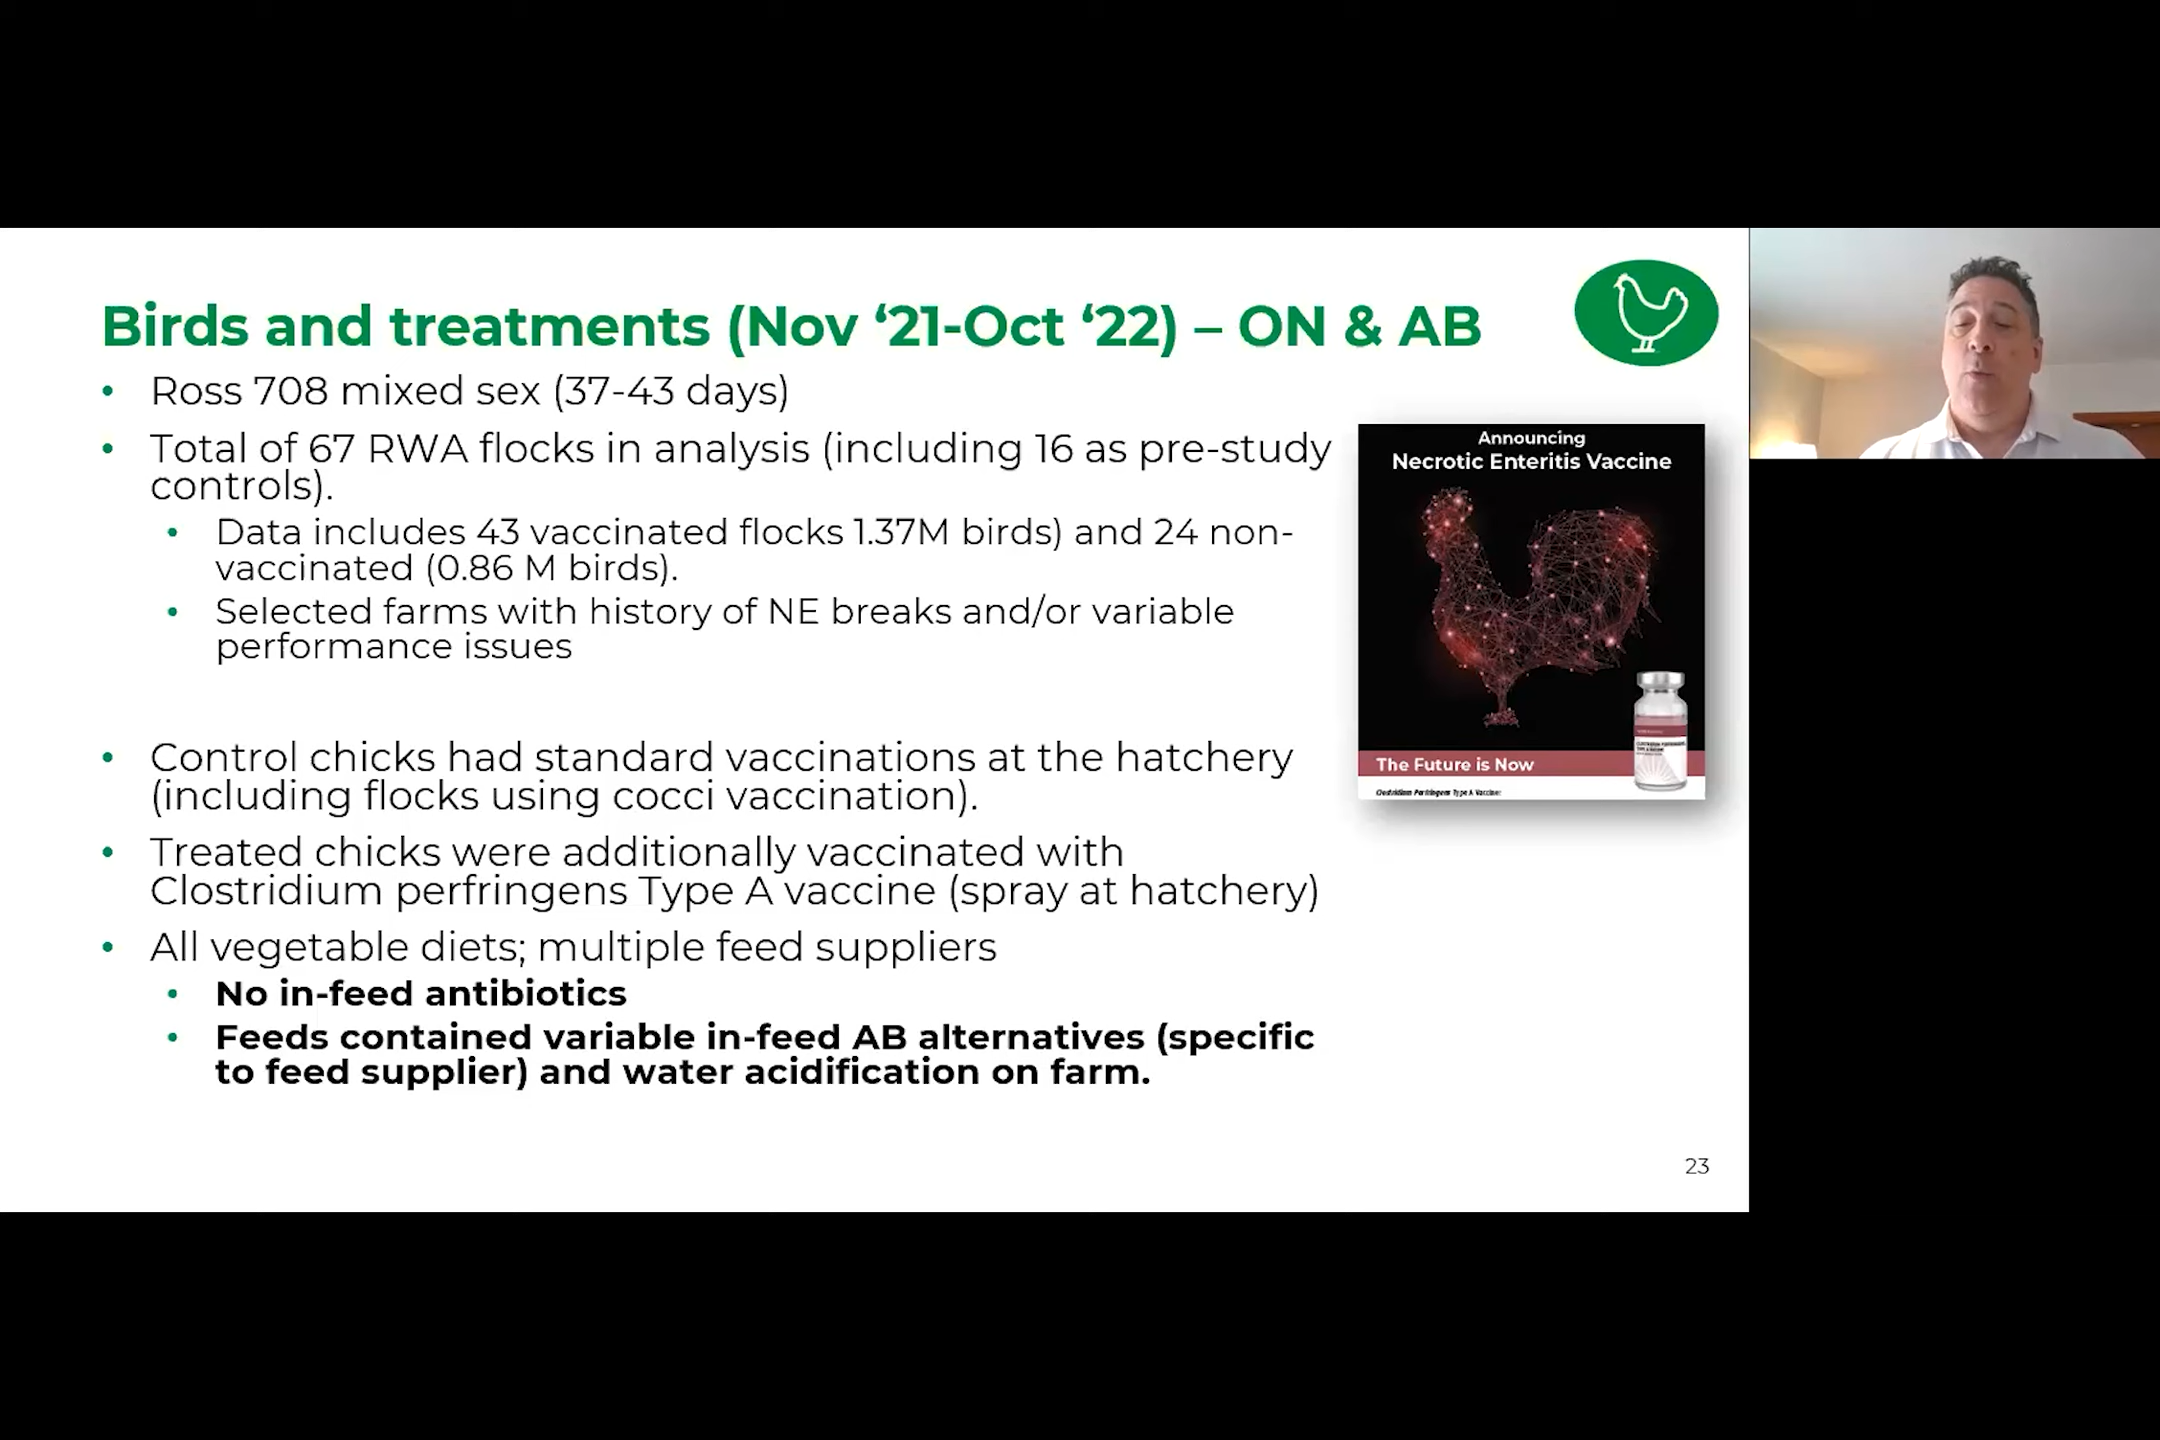 Birds and treatments (Nov ‘21-Oct ‘22) – ON & AB
• Ross 708 mixed sex (37-43 days)
• Total of 67 RWA flocks in analysis (including 16 as pre-study
controls).
• Data includes 43 vaccinated flocks 1.37M birds) and 24 non-
vaccinated (0.86 M birds).
• Selected farms with history of NE breaks and/or variable
performance issues
• Control chicks had standard vaccinations at the hatchery
(including flocks using cocci vaccination).
• Treated chicks were additionally vaccinated with
Clostridium perfringens Type A vaccine (spray at hatchery)
• All vegetable diets; multiple feed suppliers
• No in-feed antibiotics
• Feeds contained variable in-feed AB alternatives (specific
to feed supplier) and water acidification on farm.
Announcing
Necrotic Enteritis Vaccine
The Future is Now
Clostridium Perfringens Type A Vaccine:
23